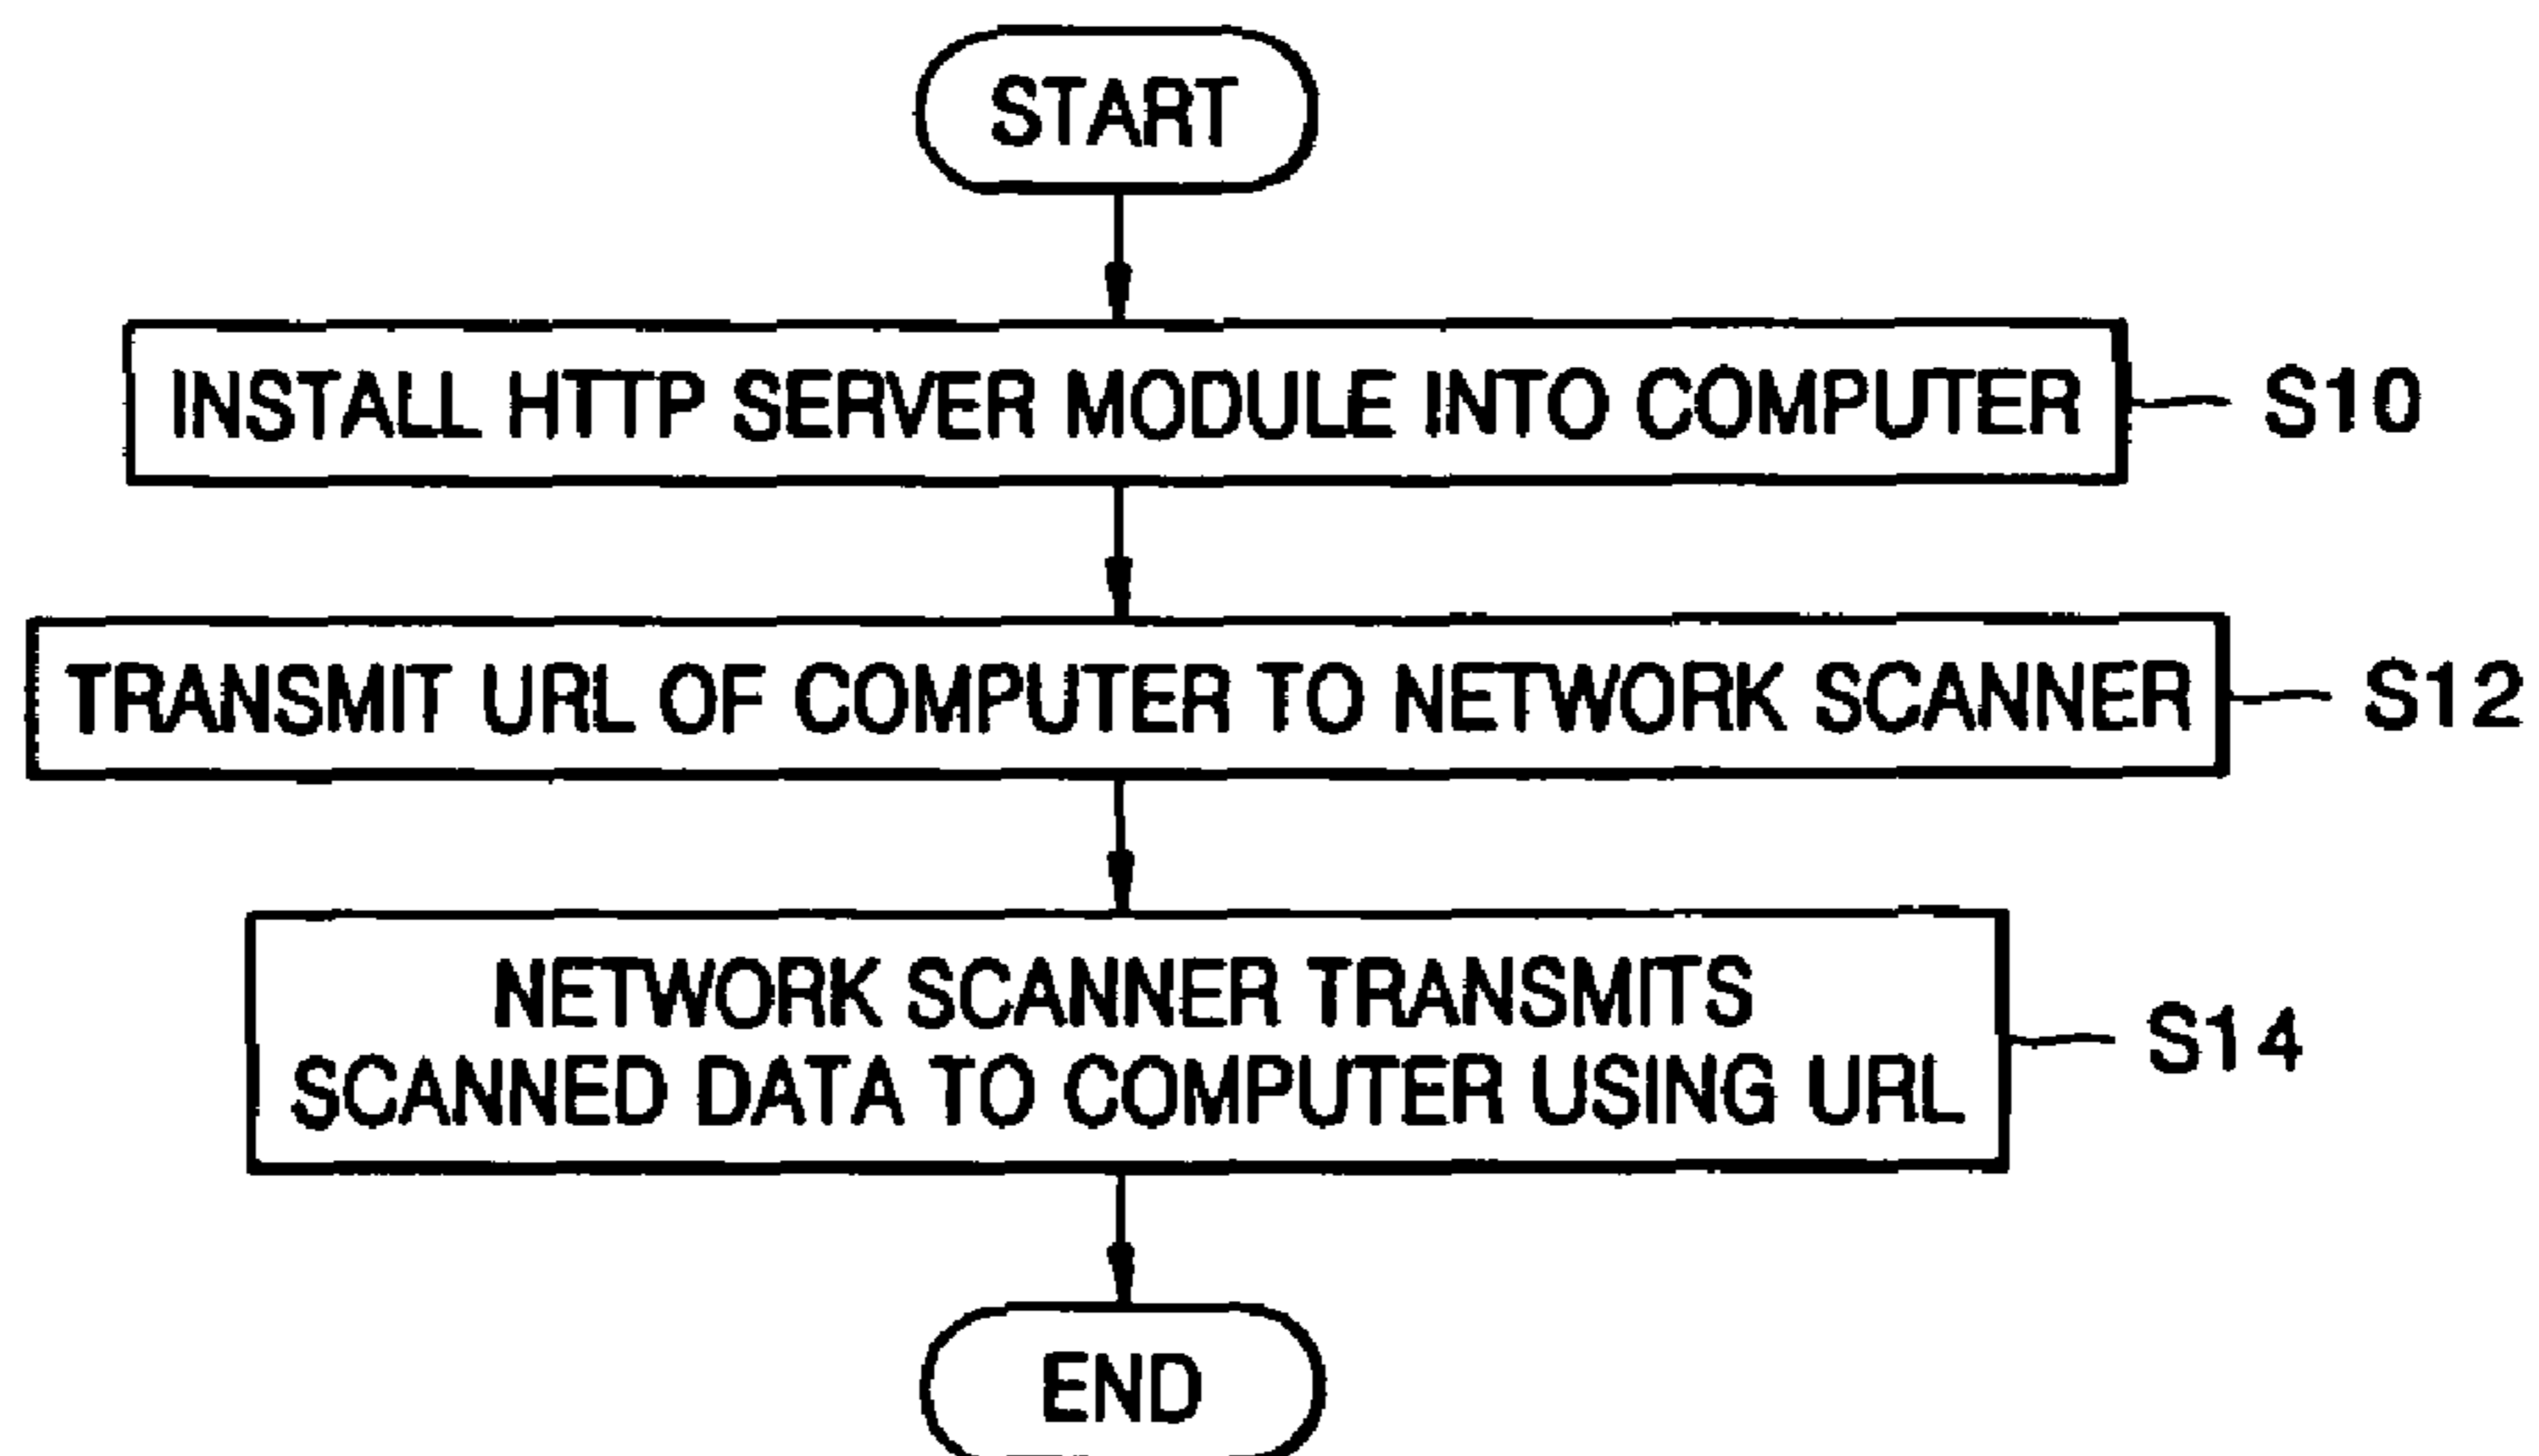 START
INSTALL HTTP SERVER MODULE INTO COMPUTER
S10
TRANSMIT URL OF COMPUTER TO NETWORK SCANNER
S12
NETWORK SCANNER TRANSMITS
SCANNED DATA TO COMPUTER USING URL
S14
END